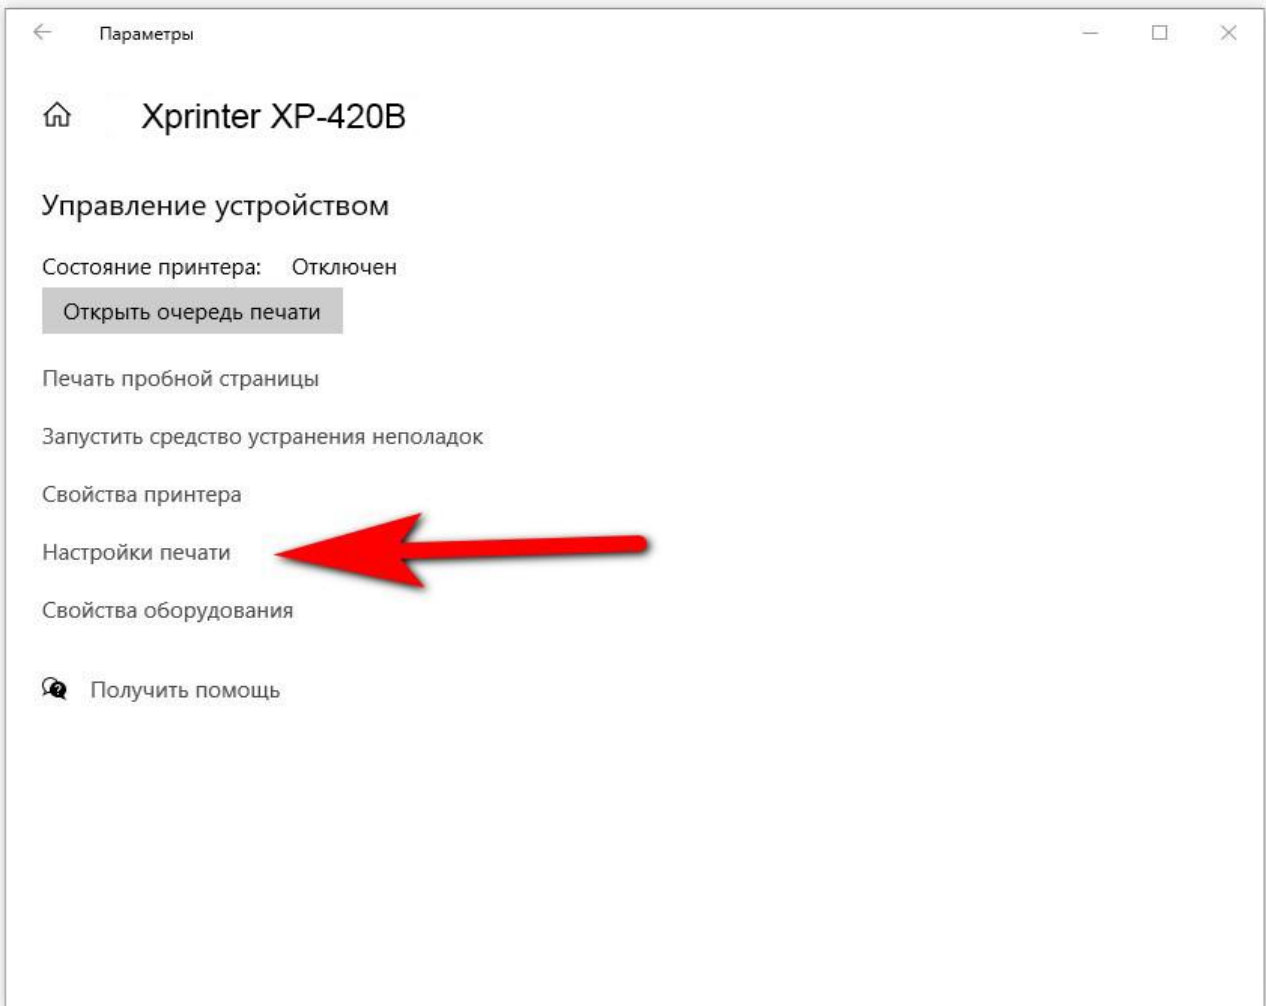 Параметры
Xprinter XP-420B
Управление устройством
Состояние принтера: Отключен
Открыть очередь печати
Печать пробной страницы
Запустить средство устранения неполадок
Свойства принтера
Настройки печати
Свойства оборудования
Получить помощь